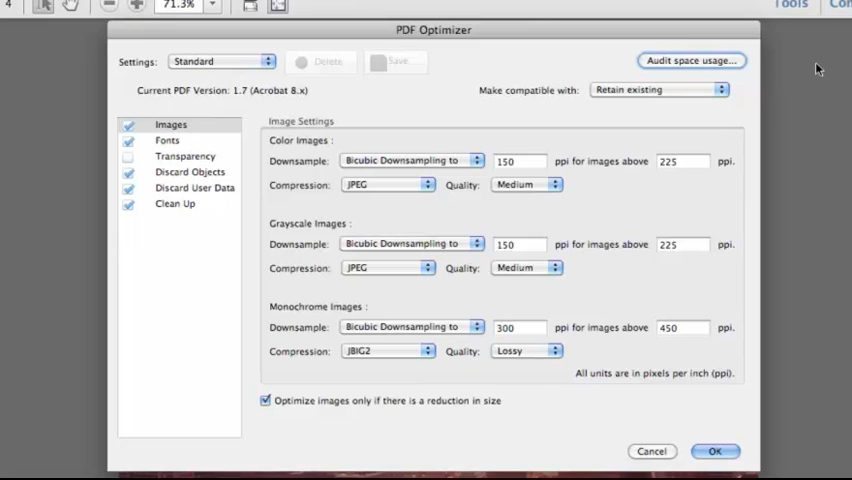 4 71.3% Tools
PDF Optimizer
Settings: Standard Delete Save... Audit space usage...
Current PDF Version: 1.7 (Acrobat 8.x) Make compatible with: Retain existing
Images
Fonts
Transparency
Discard Objects
Discard User Data
Clean Up
Image Settings
Color Images :
Downsample: Bicubic Downsampling to 150 ppi for images above 225 ppi.
Compression: JPEG Quality: Medium
Grayscale Images :
Downsample: Bicubic Downsampling to 150 ppi for images above 225 ppi.
Compression: JPEG Quality: Medium
Monochrome Images :
Downsample: Bicubic Downsampling to 300 ppi for images above 450 ppi.
Compression: JBIG2 Quality: Lossy
All units are in pixels per inch (ppi).
Optimize images only if there is a reduction in size
Cancel OK